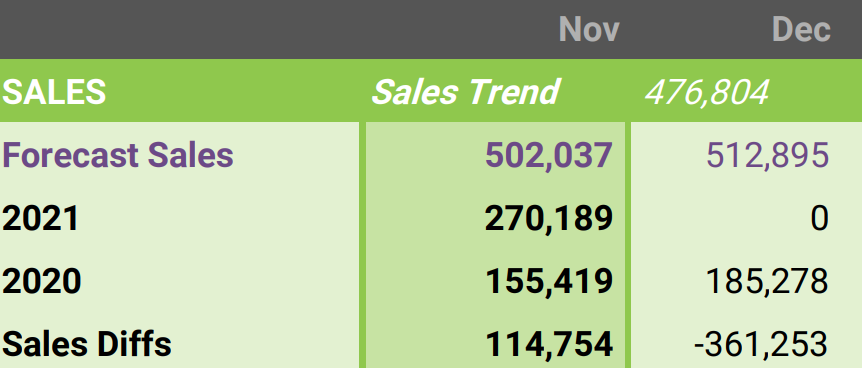 Nov Dec
SALES Sales Trend 476,804
Forecast Sales 502,037 512,895
2021 270,189 0
2020 155,419 185,278
Sales Diffs 114,754 -361,253